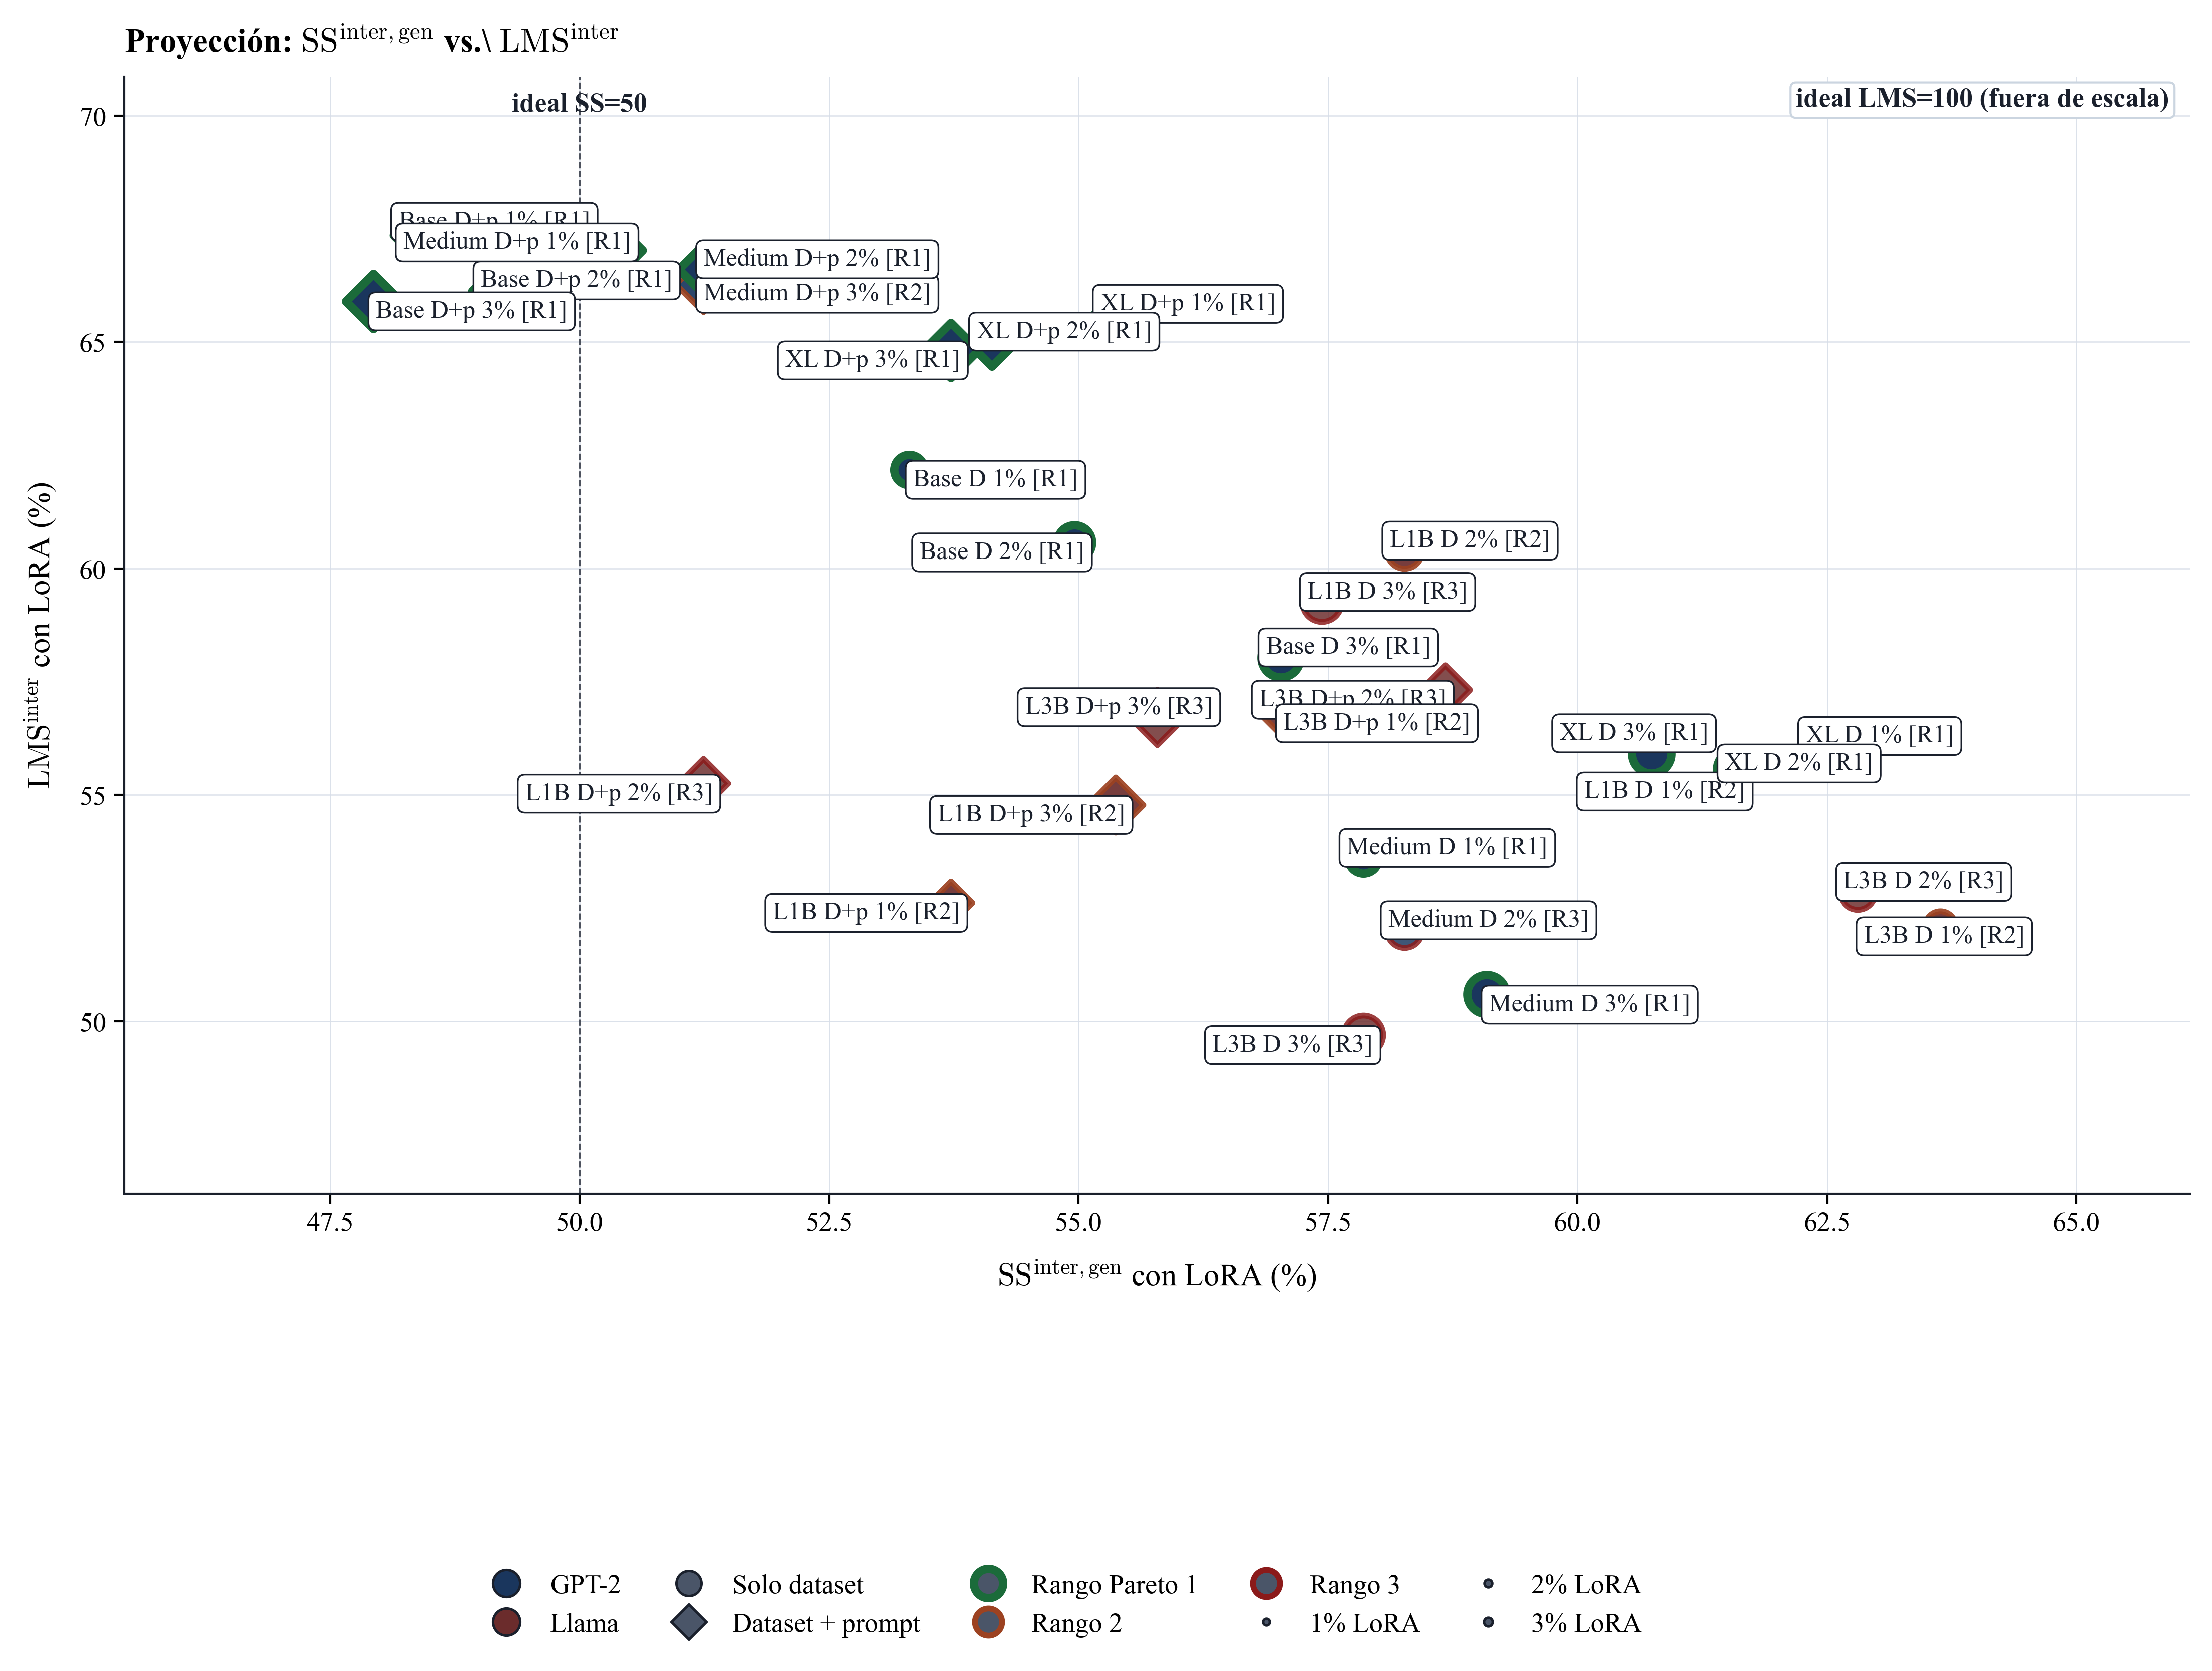 Proyección: SS^inter, gen vs.\ LMS^inter
ideal SS=50
ideal LMS=100 (fuera de escala)
70
65
60
55
50
LMS^inter con LoRA (%)
Base D+p 1% [R1]
Medium D+p 1% [R1]
Medium D+p 2% [R1]
Base D+p 2% [R1]
Medium D+p 3% [R2]
Base D+p 3% [R1]
XL D+p 1% [R1]
XL D+p 2% [R1]
XL D+p 3% [R1]
Base D 1% [R1]
Base D 2% [R1]
L1B D 2% [R2]
L1B D 3% [R3]
Base D 3% [R1]
L3B D+p 2% [R3]
L3B D+p 3% [R3]
L3B D+p 1% [R2]
XL D 3% [R1]
XL D 1% [R1]
XL D 2% [R1]
L1B D 1% [R2]
L1B D+p 2% [R3]
L1B D+p 3% [R2]
Medium D 1% [R1]
L3B D 2% [R3]
L1B D+p 1% [R2]
Medium D 2% [R3]
L3B D 1% [R2]
Medium D 3% [R1]
L3B D 3% [R3]
47.5 50.0 52.5 55.0 57.5 60.0 62.5 65.0
SS^inter, gen con LoRA (%)
GPT-2 Solo dataset Rango Pareto 1 Rango 3 2% LoRA
Llama Dataset + prompt Rango 2 1% LoRA 3% LoRA